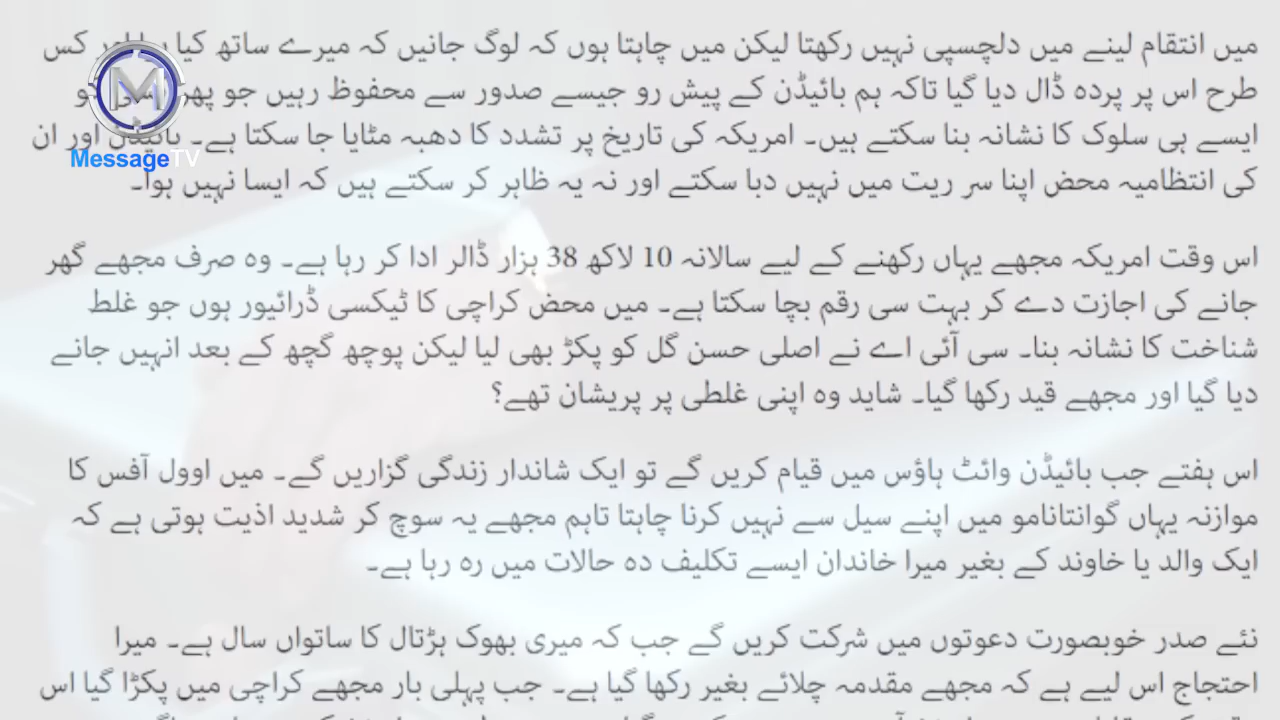 میں انتقام لینے میں دلچسپی نہیں رکھتا لیکن میں چاہتا ہوں کہ لوگ جانیں کہ میرے ساتھ کیا ہوا اور کس
طرح اس پر پردہ ڈال دیا گیا تاکہ ہم بائیڈن کے پیش رو جیسے صدور سے محفوظ رہیں جو پھر
ایسے ہی سلوک کا نشانہ بنا سکتے ہیں۔ امریکہ کی تاریخ پر تشدد کا دھبہ مٹایا جا سکتا ہے۔ بائیڈن اور ان
کی انتظامیہ محض اپنا سر ریت میں نہیں دبا سکتے اور نہ یہ ظاہر کر سکتے ہیں کہ ایسا نہیں ہوا۔
M
MessageTV
اس وقت امریکہ مجھے یہاں رکھنے کے لیے سالانہ 10 لاکھ 38 ہزار ڈالر ادا کر رہا ہے۔ وہ صرف مجھے گھر
جانے کی اجازت دے کر بہت سی رقم بچا سکتا ہے۔ میں محض کراچی کا ٹیکسی ڈرائیور ہوں جو غلط
شناخت کا نشانہ بنا۔ سی آئی اے نے اصلی حسن گل کو پکڑ بھی لیا لیکن پوچھ گچھ کے بعد انہیں جانے
دیا گیا اور مجھے قید رکھا گیا۔ شاید وہ اپنی غلطی پر پریشان تھے؟
اس ہفتے جب بائیڈن وائٹ ہاؤس میں قیام کریں گے تو ایک شاندار زندگی گزاریں گے۔ میں اوول آفس کا
موازنہ یہاں گوانتانامو میں اپنے سیل سے نہیں کرنا چاہتا تاہم مجھے یہ سوچ کر شدید اذیت ہوتی ہے کہ
ایک والد یا خاوند کے بغیر میرا خاندان ایسے تکلیف دہ حالات میں رہ رہا ہے۔
نئے صدر خوبصورت دعوتوں میں شرکت کریں گے جب کہ میری بھوک ہڑتال کا ساتواں سال ہے۔ میرا
احتجاج اس لیے ہے کہ مجھے مقدمہ چلائے بغیر رکھا گیا ہے۔ جب پہلی بار مجھے کراچی میں پکڑا گیا اس